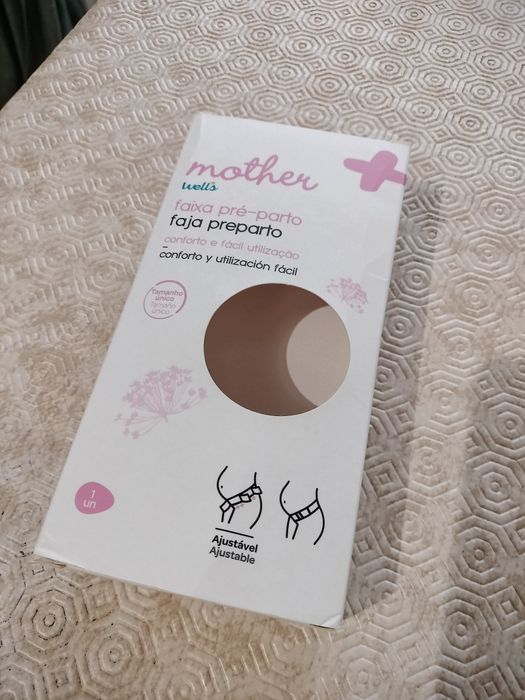 mother
well's
faixa pré-parto
faja preparto
conforto e fácil utilização
conforto y utilización fácil
Tamanho
único
Tamaño
único
1
un
Ajustável
Ajustable